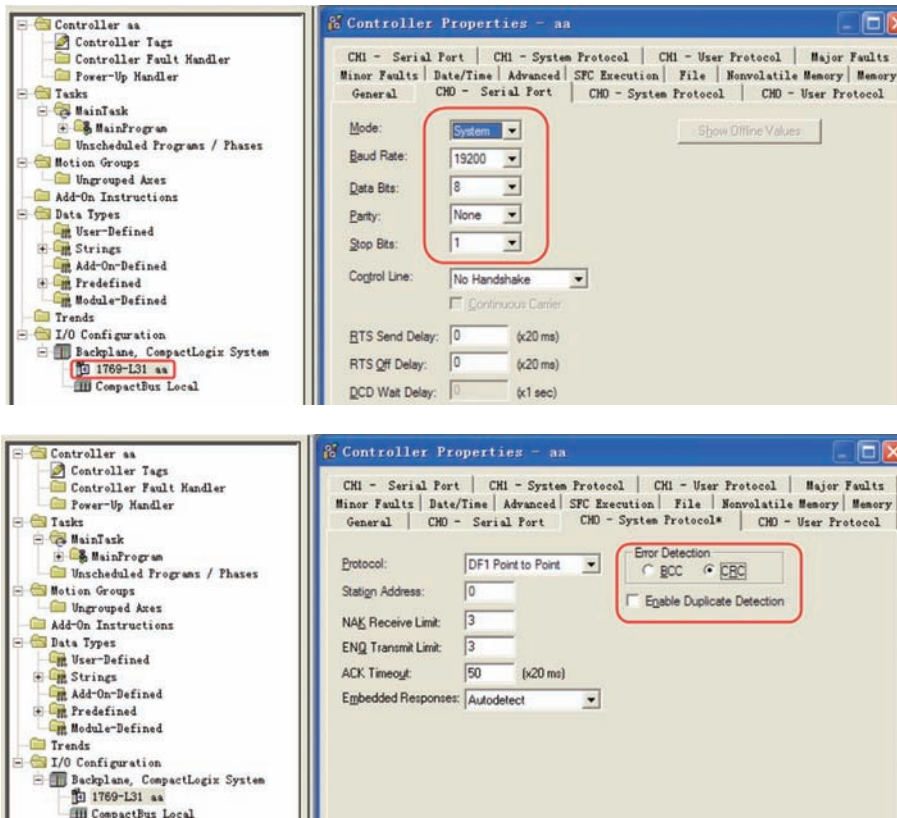 Controller aa
Controller Tags
Controller Fault Handler
Power-Up Handler
Tasks
MainTask
MainProgram
Unscheduled Programs / Phases
Motion Groups
Ungrouped Axes
Add-On Instructions
Data Types
User-Defined
Strings
Add-On-Defined
Predefined
Module-Defined
Trends
I/O Configuration
Backplane, CompactLogix System
1769-L31 aa
CompactBus Local
Controller Properties - aa
CH1 - Serial Port CH1 - System Protocol CH1 - User Protocol Major Faults
Minor Faults Date/Time Advanced SFC Execution File Nonvolatile Memory Memory
General CH0 - Serial Port CH0 - System Protocol CH0 - User Protocol
Mode: System Show Offline Values
Baud Rate: 19200
Data Bits: 8
Parity: None
Stop Bits: 1
Control Line: No Handshake
Continuous Carrier
RTS Send Delay: 0 (x20 ms)
RTS Off Delay: 0 (x20 ms)
DCD Wait Delay: 0 (x1 sec)
Controller aa
Controller Tags
Controller Fault Handler
Power-Up Handler
Tasks
MainTask
MainProgram
Unscheduled Programs / Phases
Motion Groups
Ungrouped Axes
Add-On Instructions
Data Types
User-Defined
Strings
Add-On-Defined
Predefined
Module-Defined
Trends
I/O Configuration
Backplane, CompactLogix System
1769-L31 aa
CompactBus Local
Controller Properties - aa
CH1 - Serial Port CH1 - System Protocol CH1 - User Protocol Major Faults
Minor Faults Date/Time Advanced SFC Execution File Nonvolatile Memory Memory
General CH0 - Serial Port CH0 - System Protocol* CH0 - User Protocol
Protocol: DF1 Point to Point
Station Address: 0
NAK Receive Limit: 3
ENQ Transmit Limit: 3
ACK Timeout: 50 (x20 ms)
Embedded Responses: Autodetect
Error Detection
BCC CRC
Enable Duplicate Detection